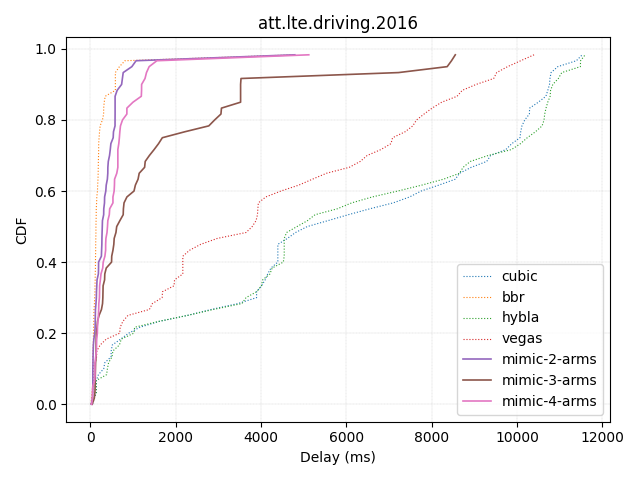 att.lte.driving.2016
CDF
1.0
0.8
0.6
0.4
0.2
0.0
0 2000 4000 6000 8000 10000 12000
Delay (ms)
cubic
bbr
hybla
vegas
mimic-2-arms
mimic-3-arms
mimic-4-arms